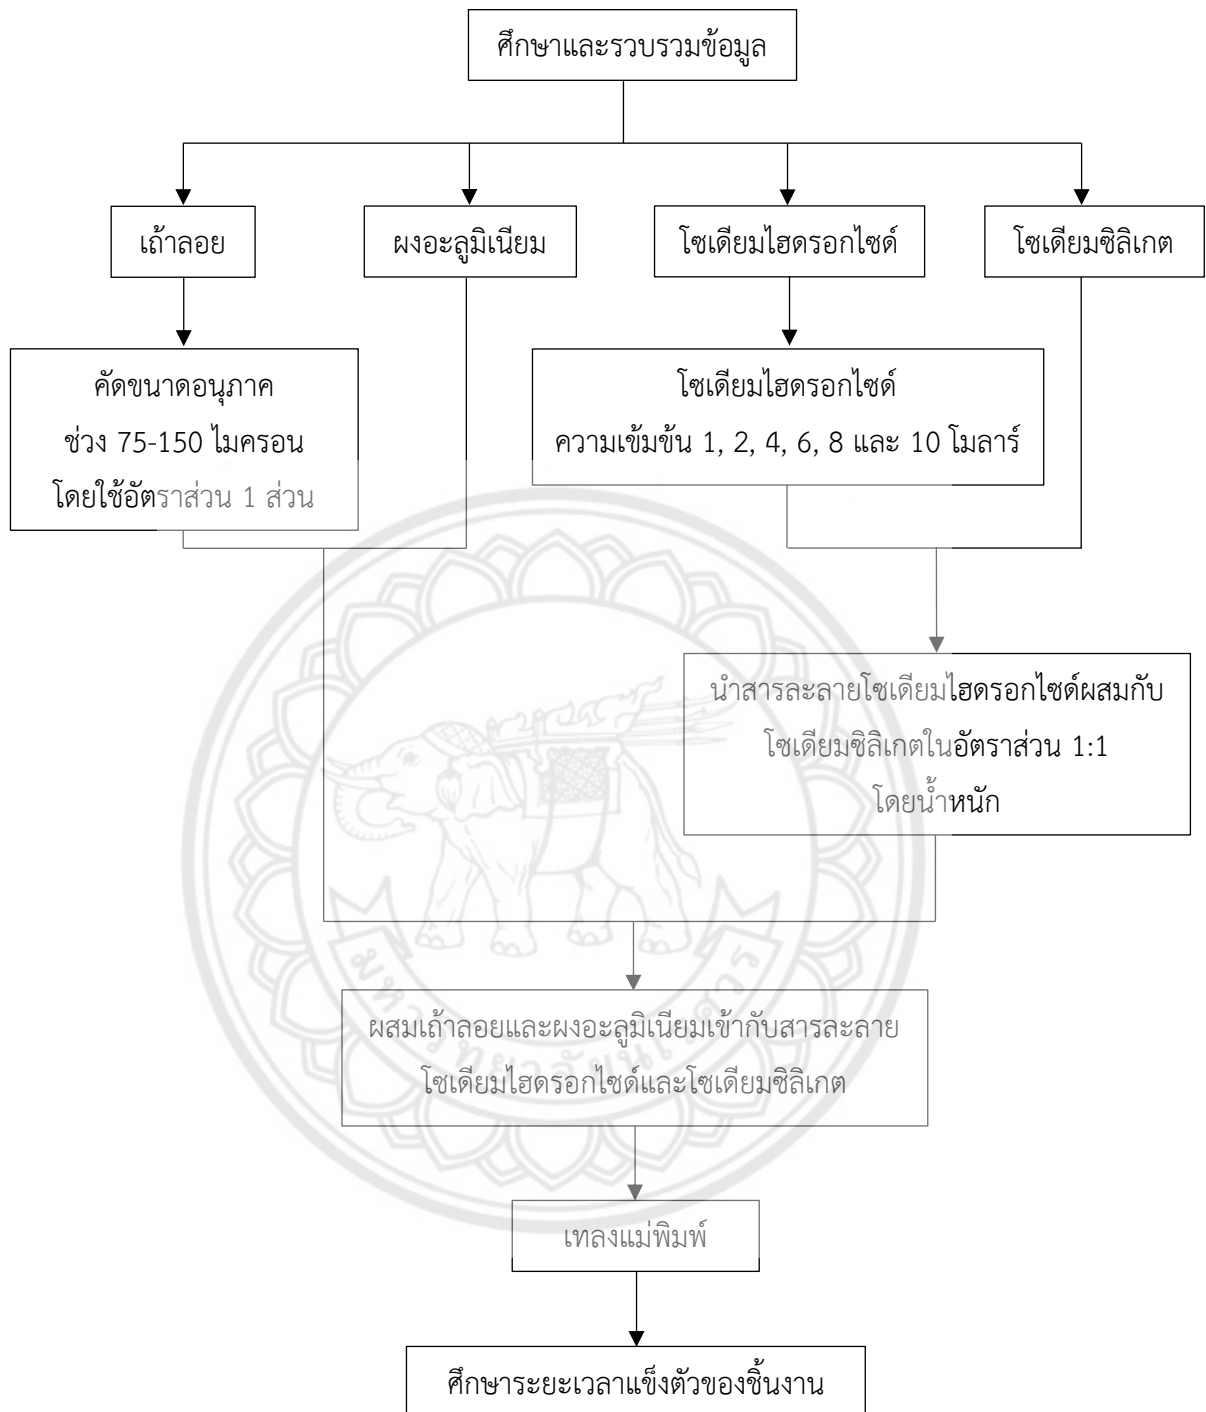 ศึกษาและรวบรวมข้อมูล
เถ้าลอย
ผงอะลูมิเนียม
โซเดียมไฮดรอกไซด์
โซเดียมซิลิเกต
คัดขนาดอนุภาค
ช่วง 75-150 ไมครอน
โดยใช้อัตราส่วน 1 ส่วน
โซเดียมไฮดรอกไซด์
ความเข้มข้น 1, 2, 4, 6, 8 และ 10 โมลาร์
นำสารละลายโซเดียมไฮดรอกไซด์ผสมกับ
โซเดียมซิลิเกตในอัตราส่วน 1:1
โดยน้ำหนัก
ผสมเถ้าลอยและผงอะลูมิเนียมเข้ากับสารละลาย
โซเดียมไฮดรอกไซด์และโซเดียมซิลิเกต
มหาวิทยาลัยนเรศวร
เทลงแม่พิมพ์
ศึกษาระยะเวลาแข็งตัวของชิ้นงาน